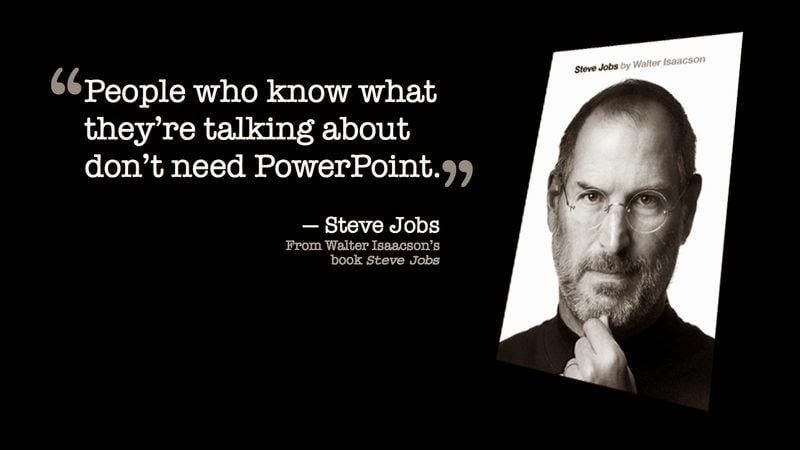 “People who know what
they’re talking about
don’t need PowerPoint.”
— Steve Jobs
From Walter Isaacson’s
book Steve Jobs
Steve Jobs by Walter Isaacson